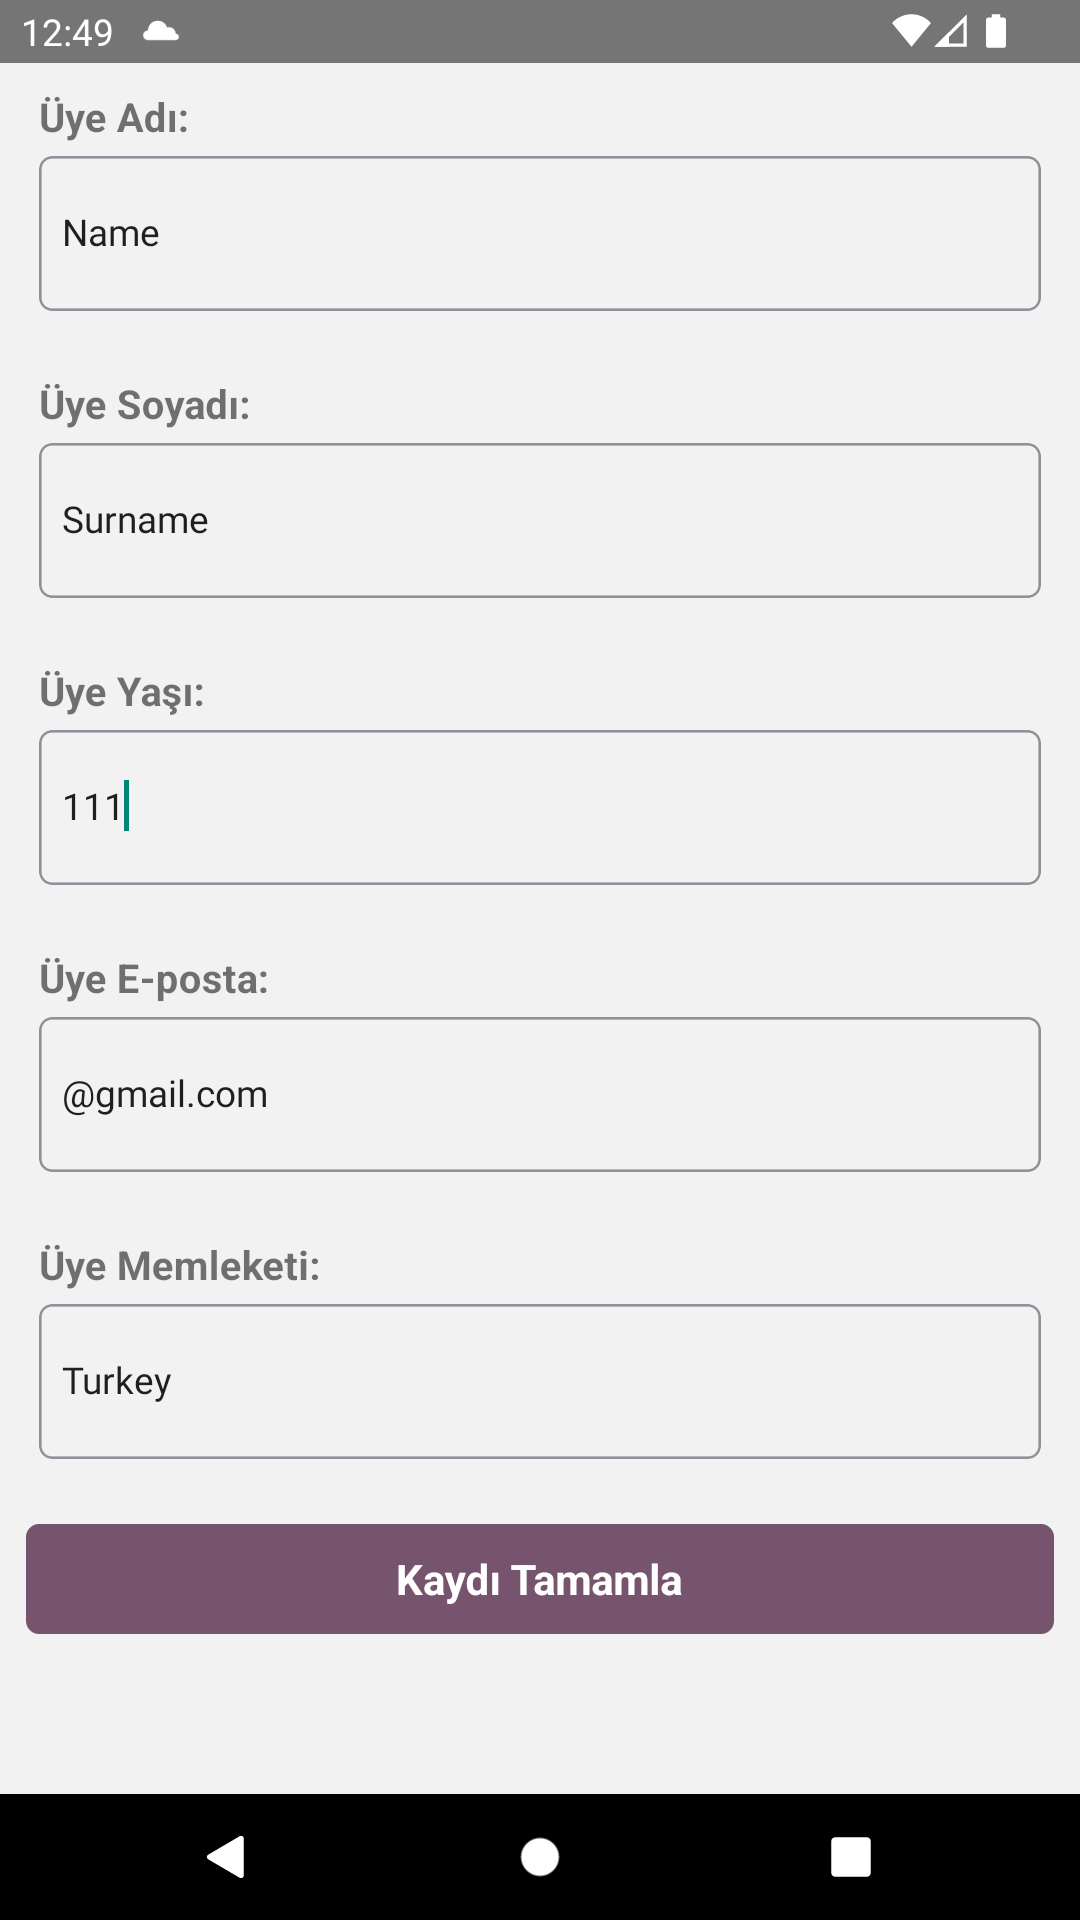 12:49
Üye Adı:
Name
Üye Soyadı:
Surname
Üye Yaşı:
111
Üye E-posta:
@gmail.com
Üye Memleketi:
Turkey
Kaydı Tamamla